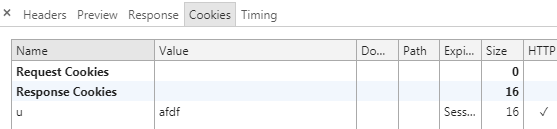 × Headers Preview Response Cookies Timing
Name Value Do... Path Expi... Size HTTP
Request Cookies 0
Response Cookies 16
u afdf Sess... 16 ✓